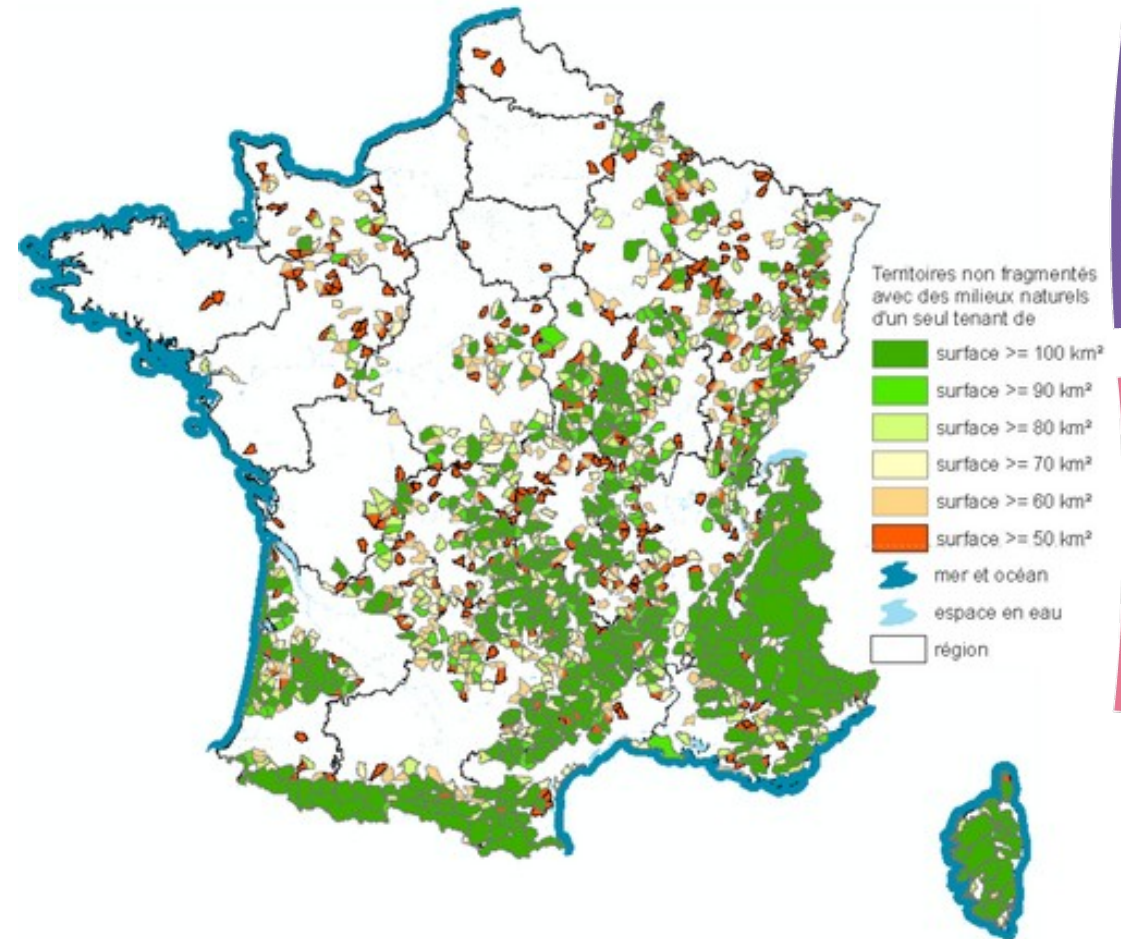 Territoires non fragmentés
avec des milieux naturels
d'un seul tenant de
surface >= 100 km²
surface >= 90 km²
surface >= 80 km²
surface >= 70 km²
surface >= 60 km²
surface >= 50 km²
mer et océan
espace en eau
région